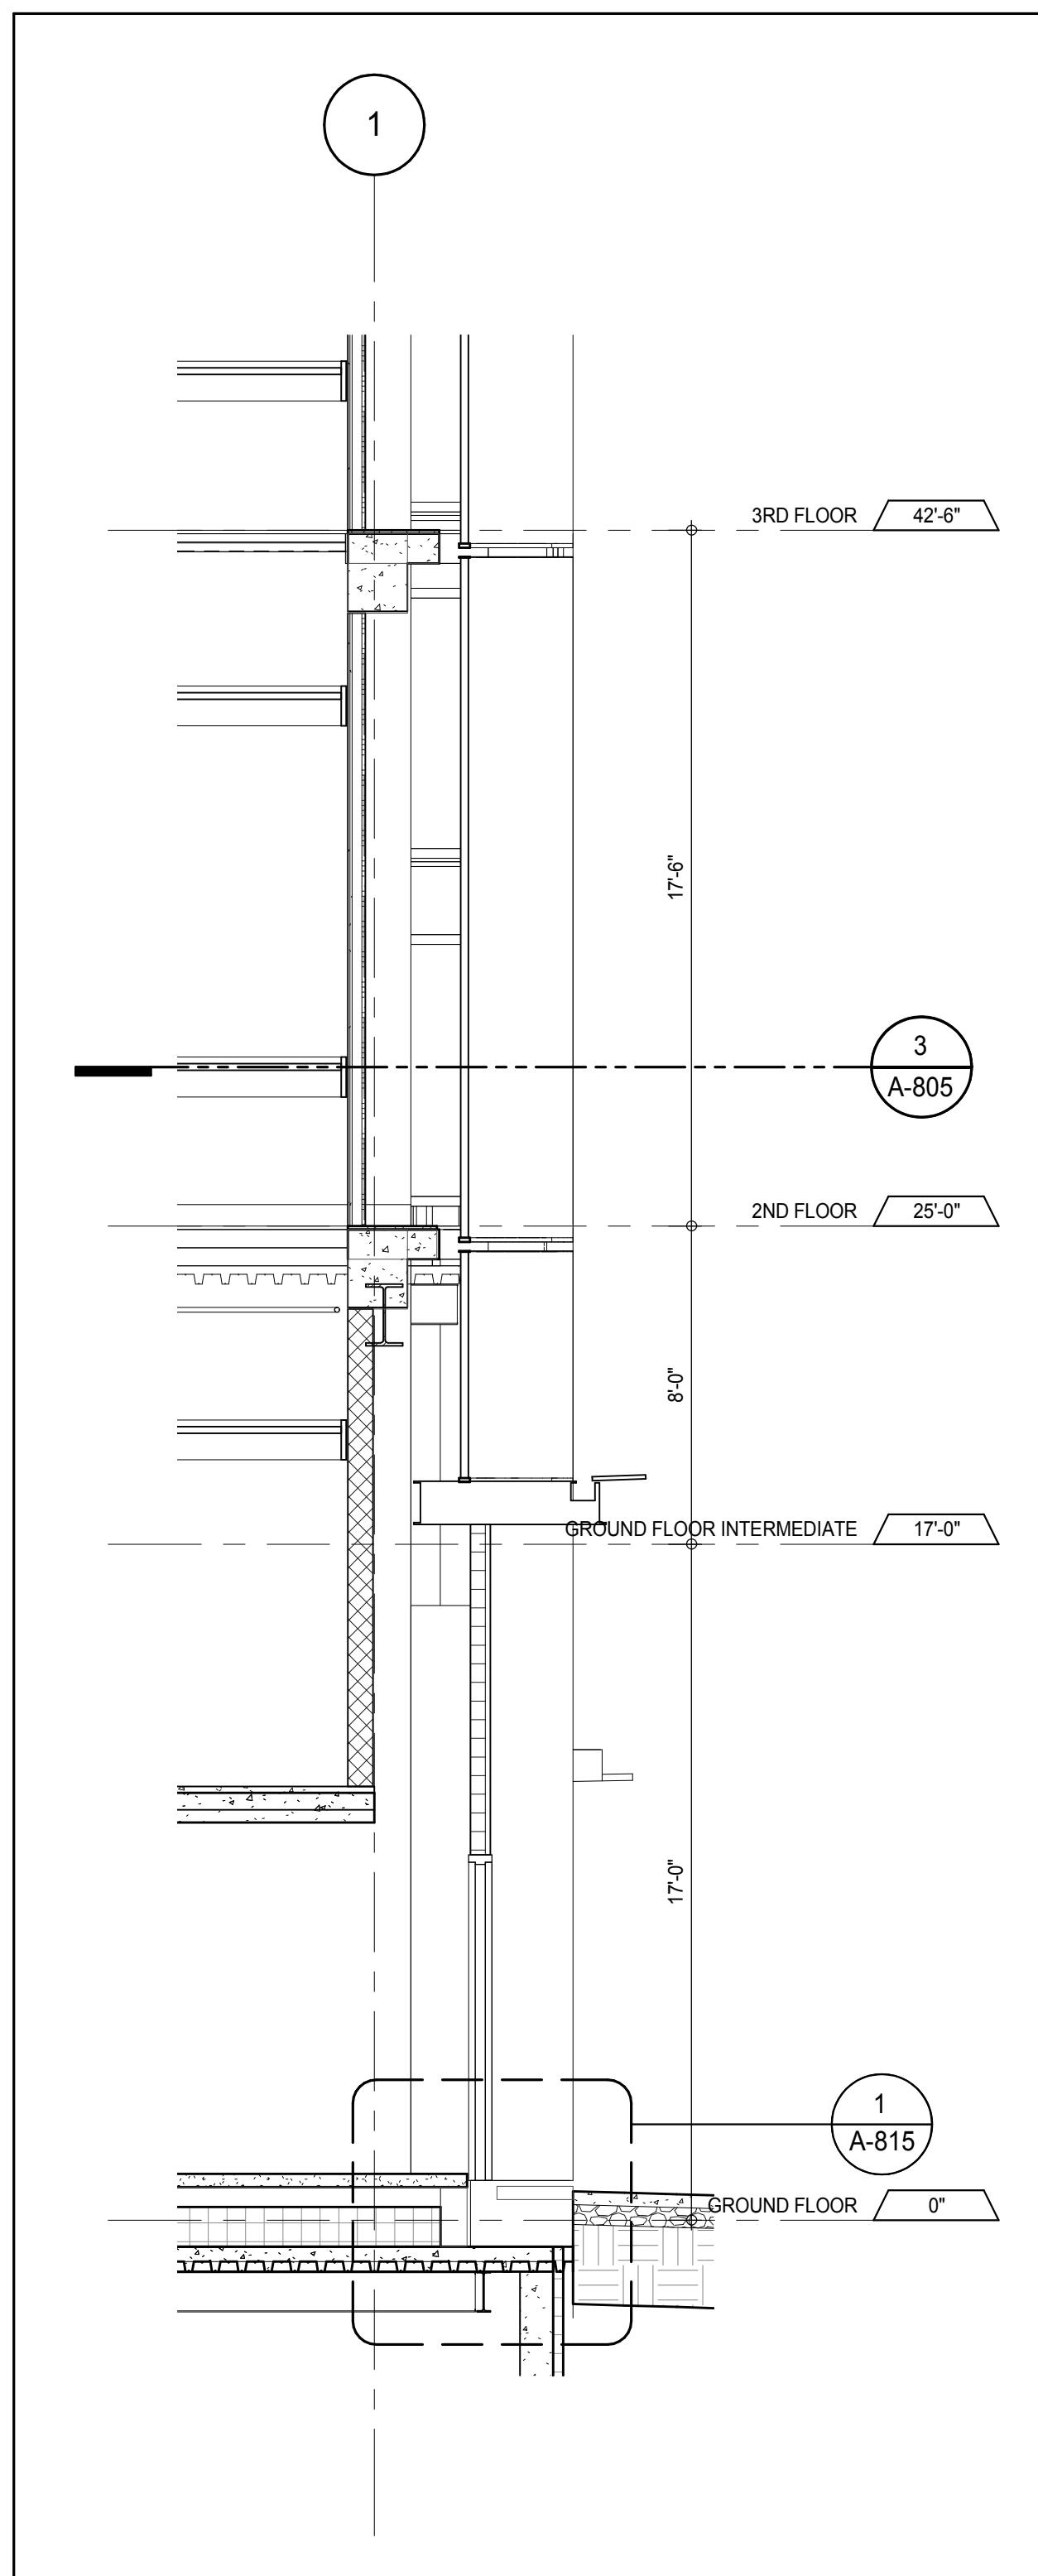 1
3RD FLOOR 42'-6"
17'-6"
3
A-805
2ND FLOOR 25'-0"
8'-0"
GROUND FLOOR INTERMEDIATE 17'-0"
17'-0"
1
A-815
GROUND FLOOR 0"